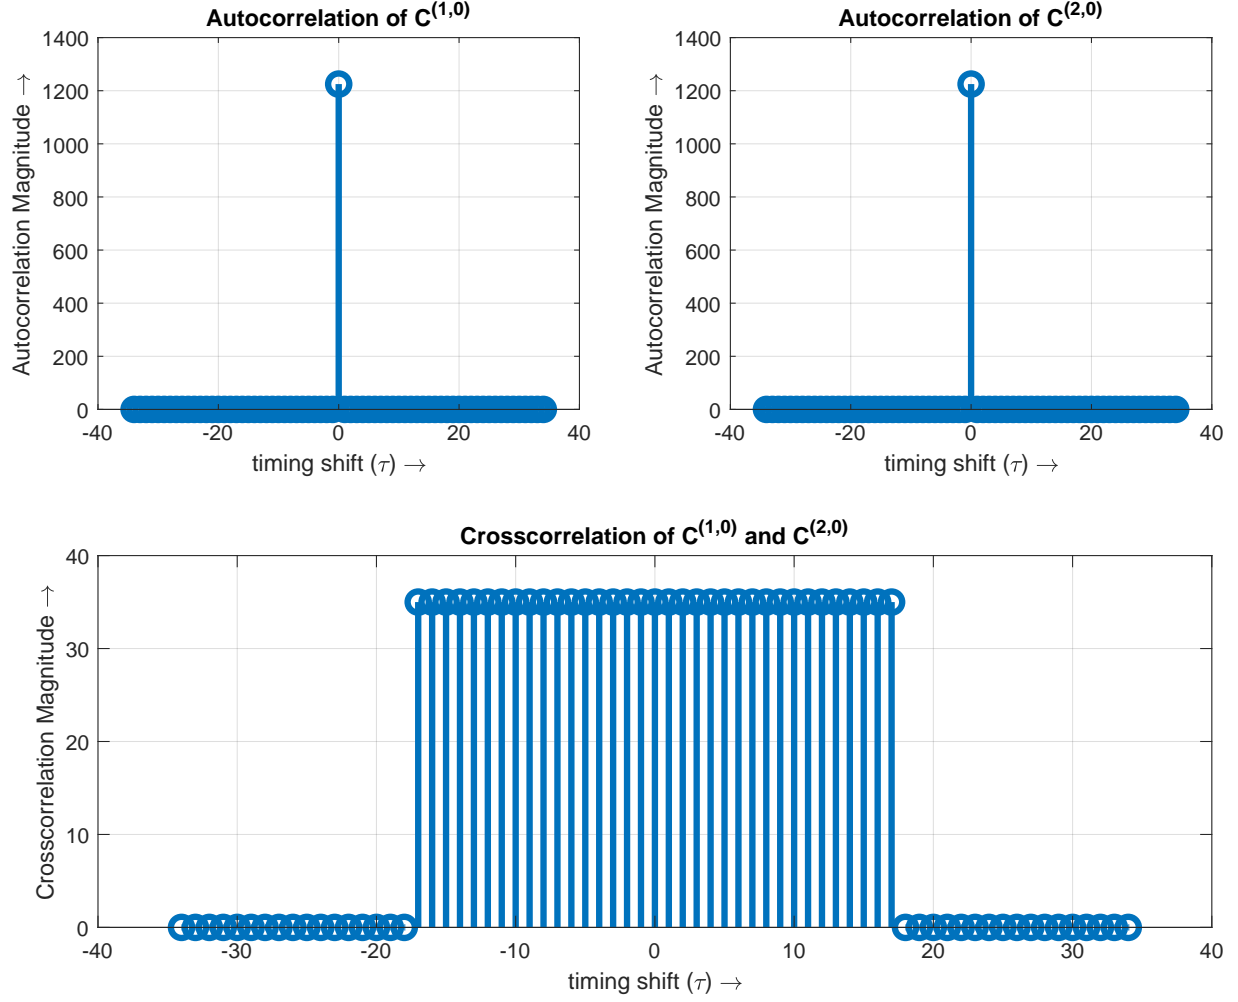 Autocorrelation of C^(1,0)
1400
1200
1000
800
600
400
200
0
Autocorrelation Magnitude →
-40 -20 0 20 40
timing shift (τ) →
Autocorrelation of C^(2,0)
1400
1200
1000
800
600
400
200
0
Autocorrelation Magnitude →
-40 -20 0 20 40
timing shift (τ) →
Crosscorrelation of C^(1,0) and C^(2,0)
40
30
20
10
0
Crosscorrelation Magnitude →
-40 -30 -20 -10 0 10 20 30 40
timing shift (τ) →